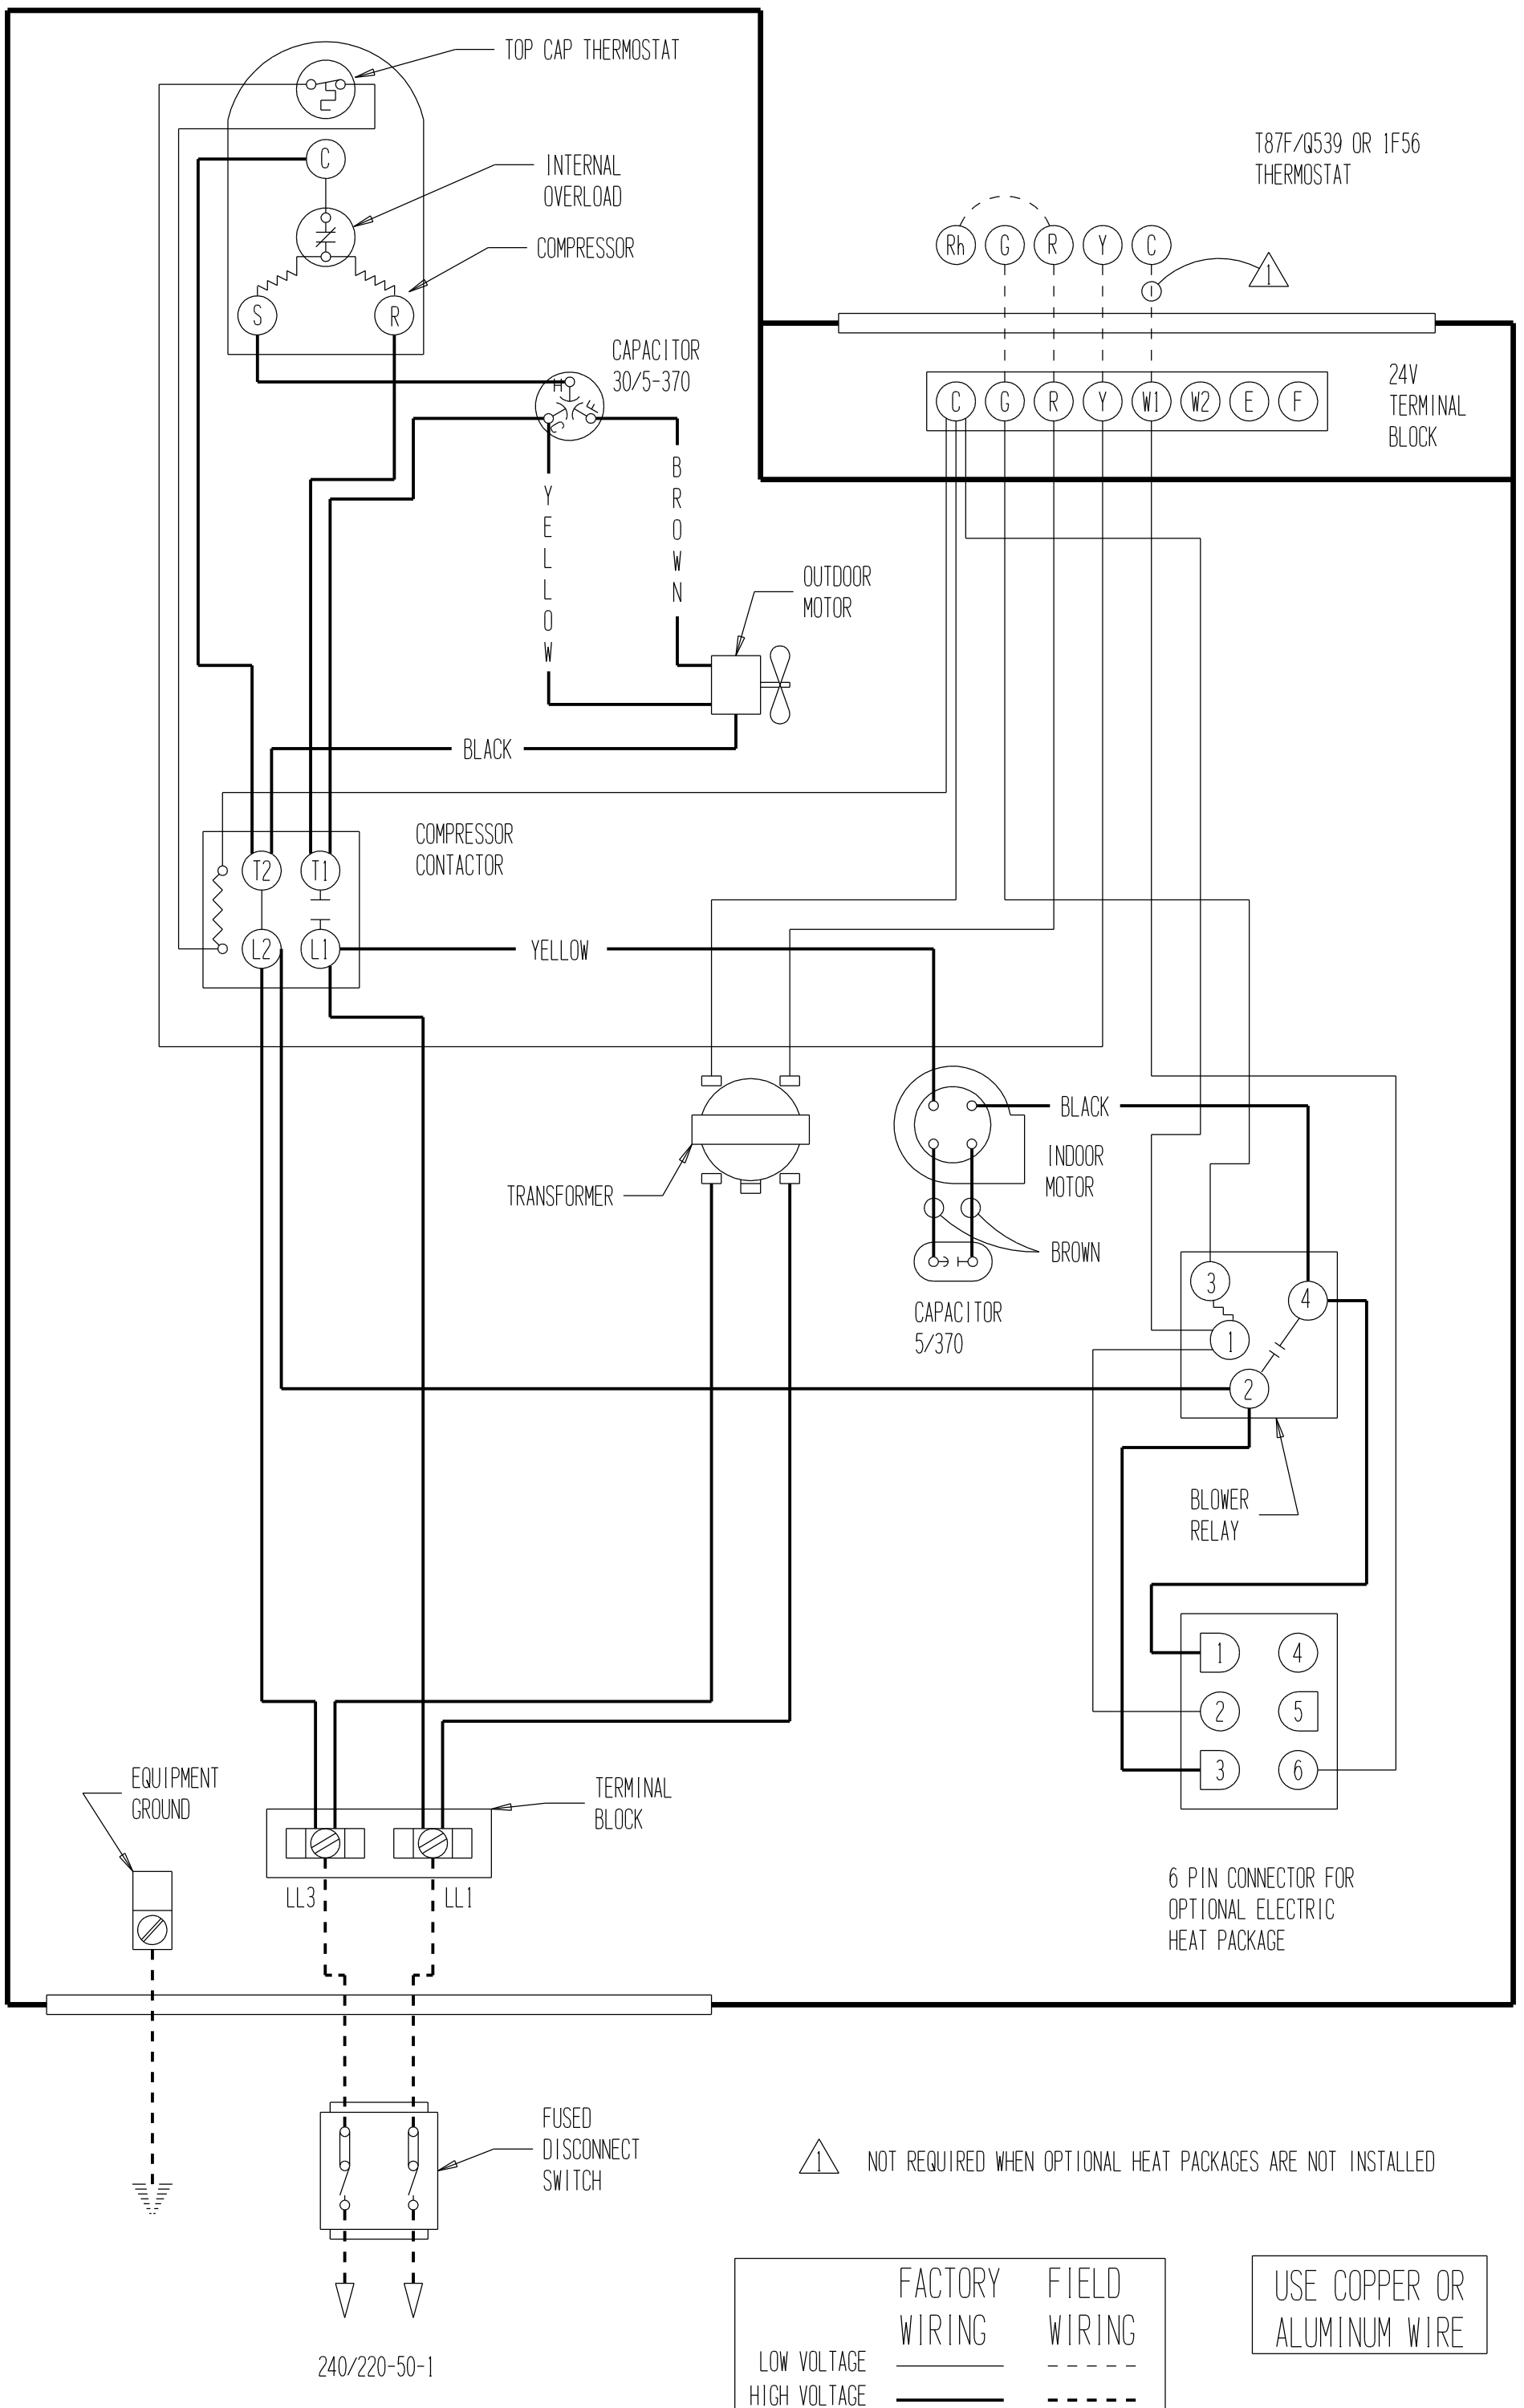 TOP CAP THERMOSTAT
T87F/Q539 OR 1F56
THERMOSTAT
C
INTERNAL
OVERLOAD
COMPRESSOR
Rh G R Y C
1
S R
CAPACITOR
30/5-370
H
F
C
24V
TERMINAL
BLOCK
C G R Y W1 W2 E F
YELLOW
BROWN
OUTDOOR
MOTOR
BLACK
COMPRESSOR
CONTACTOR
T2 T1
L2 L1
YELLOW
BLACK
INDOOR
MOTOR
TRANSFORMER
BROWN
CAPACITOR
5/370
3
4
1
2
BLOWER
RELAY
1 4
2 5
3 6
EQUIPMENT
GROUND
TERMINAL
BLOCK
LL3 LL1
6 PIN CONNECTOR FOR
OPTIONAL ELECTRIC
HEAT PACKAGE
FUSED
DISCONNECT
SWITCH
1 NOT REQUIRED WHEN OPTIONAL HEAT PACKAGES ARE NOT INSTALLED
240/220-50-1
FACTORY FIELD
WIRING WIRING
LOW VOLTAGE
HIGH VOLTAGE
USE COPPER OR
ALUMINUM WIRE